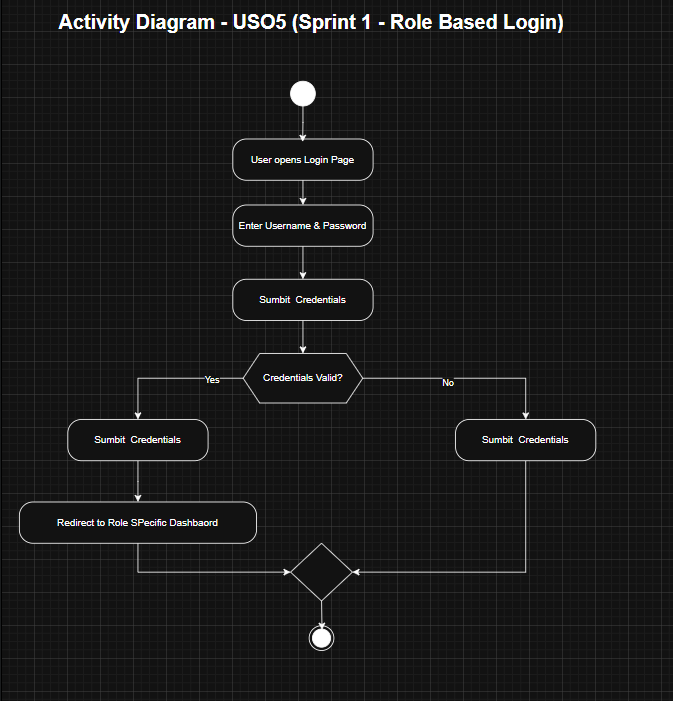 Activity Diagram - USO5 (Sprint 1 - Role Based Login)
User opens Login Page
Enter Username & Password
Sumbit Credentials
Credentials Valid?
Yes
No
Sumbit Credentials
Sumbit Credentials
Redirect to Role SPecific Dashbaord